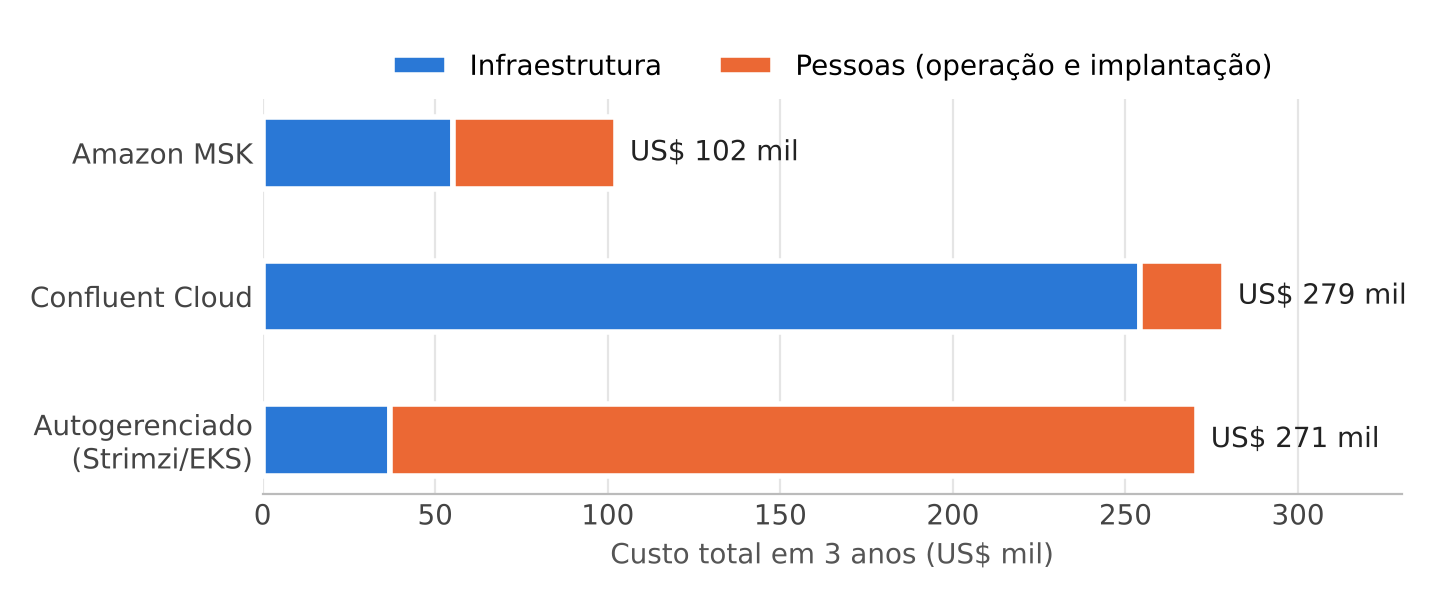 Infraestrutura
Pessoas (operação e implantação)
Amazon MSK
US$ 102 mil
Confluent Cloud
US$ 279 mil
Autogerenciado
(Strimzi/EKS)
US$ 271 mil
0 50 100 150 200 250 300
Custo total em 3 anos (US$ mil)